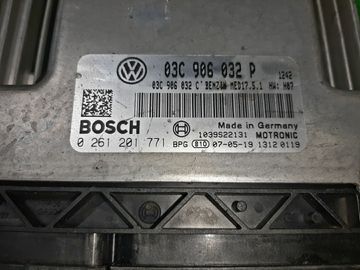 03C 906 032 P 1242
03C 906 032 C BENZÃW MED17.5.1 HW: H07
BOSCH
Made in Germany
1039S22131 MOTRONIC
0 261 201 771 BPG 810 07-05-19 1312 0119